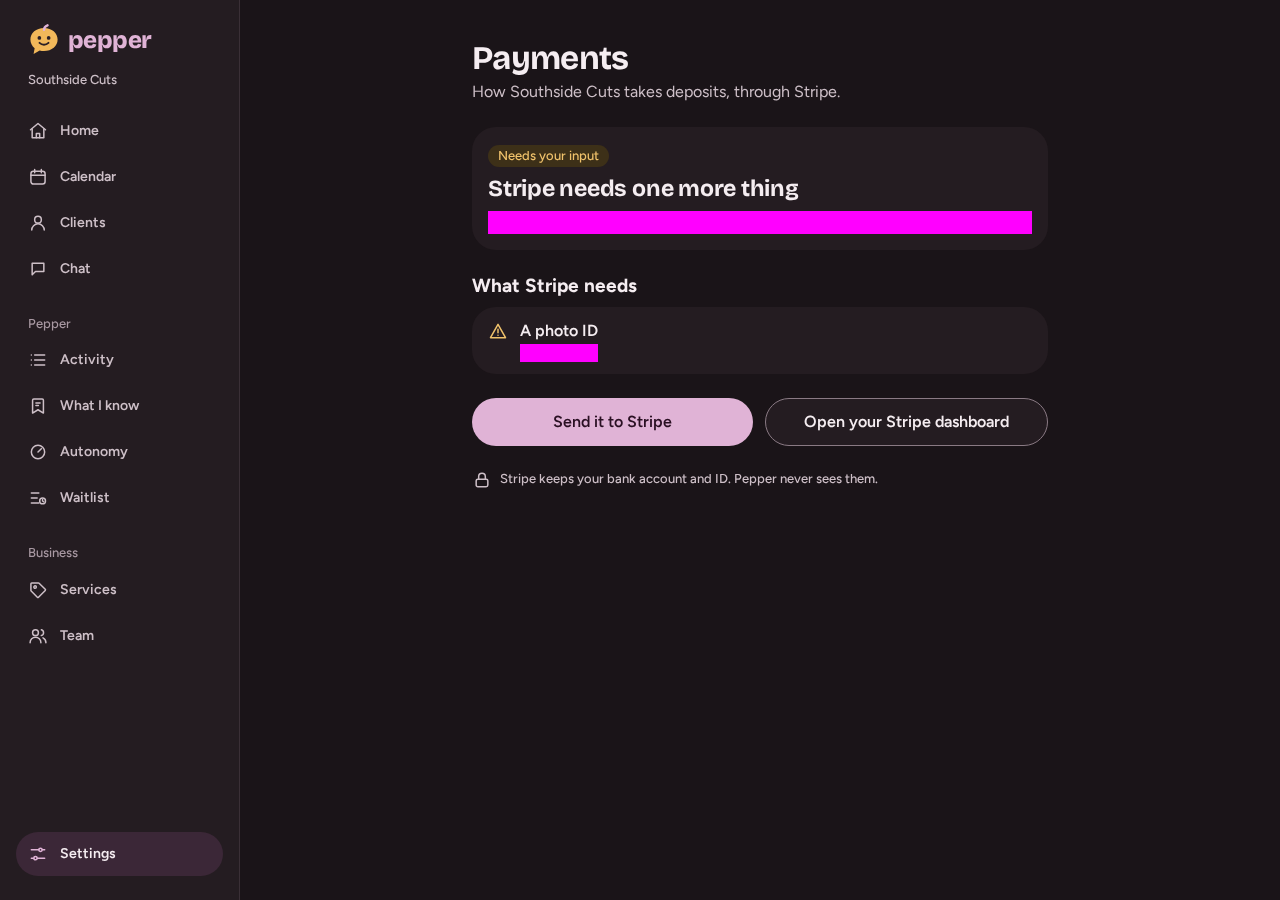 pepper
Southside Cuts
Home
Calendar
Clients
Chat
Pepper
Activity
What I know
Autonomy
Waitlist
Business
Services
Team
Settings
Payments
How Southside Cuts takes deposits, through Stripe.
Needs your input
Stripe needs one more thing
What Stripe needs
A photo ID
Send it to Stripe
Open your Stripe dashboard
Stripe keeps your bank account and ID. Pepper never sees them.